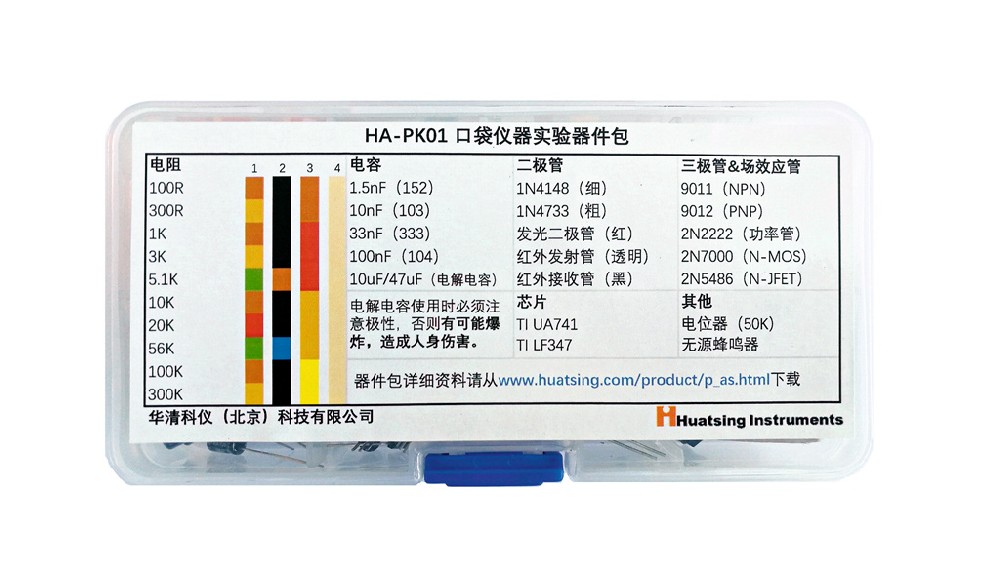 HA-PK01 口袋仪器实验器件包
电阻 1 2 3 4
100R
300R
1K
3K
5.1K
10K
20K
56K
100K
300K
电容
1.5nF（152）
10nF（103）
33nF（333）
100nF（104）
10uF/47uF（电解电容）
电解电容使用时必须注
意极性，否则有可能爆
炸，造成人身伤害。
二极管
1N4148（细）
1N4733（粗）
发光二极管（红）
红外发射管（透明）
红外接收管（黑）
芯片
TI UA741
TI LF347
三极管&场效应管
9011（NPN）
9012（PNP）
2N2222（功率管）
2N7000（N-MOS）
2N5486（N-JFET）
其他
电位器（50K）
无源蜂鸣器
器件包详细资料请从www.huatsing.com/product/p_as.html下载
华清科仪（北京）科技有限公司
Huatsing Instruments